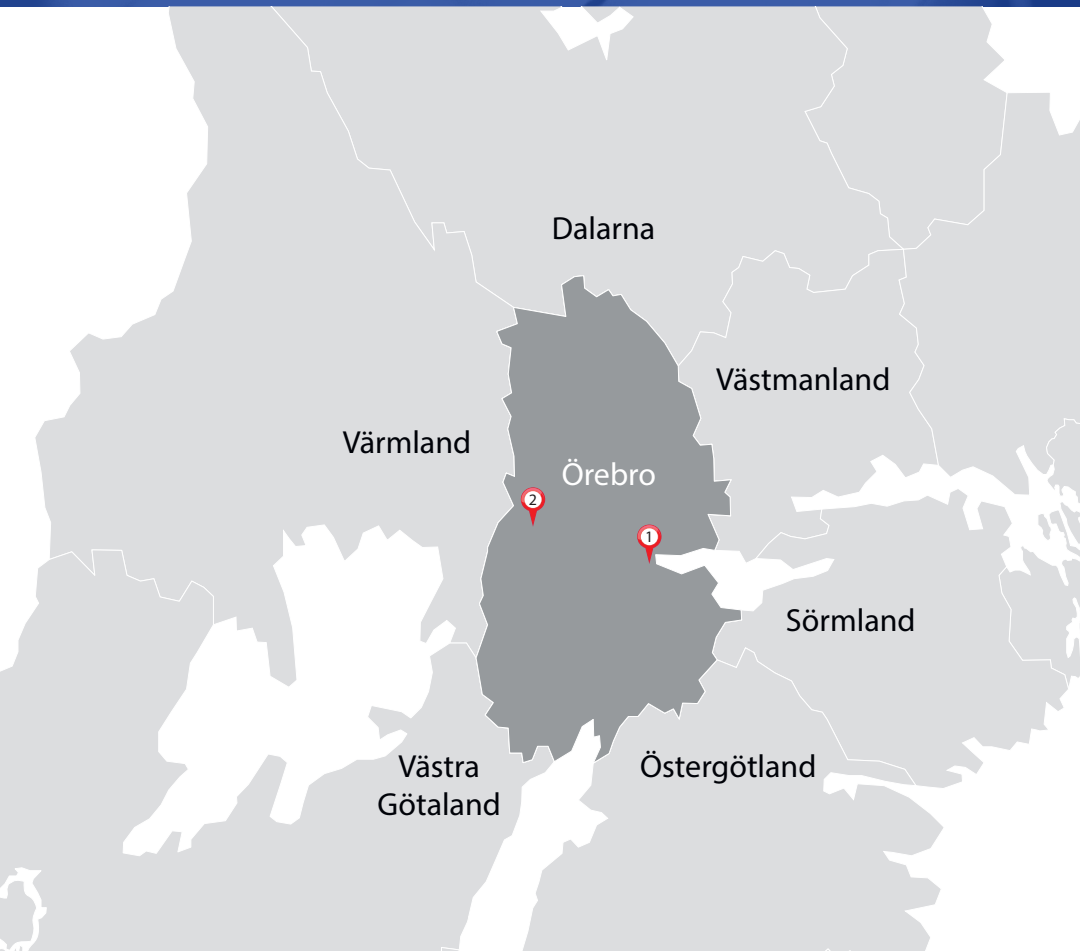 Dalarna
Västmanland
Värmland
Örebro
2
1
Sörmland
Västra
Götaland
Östergötland